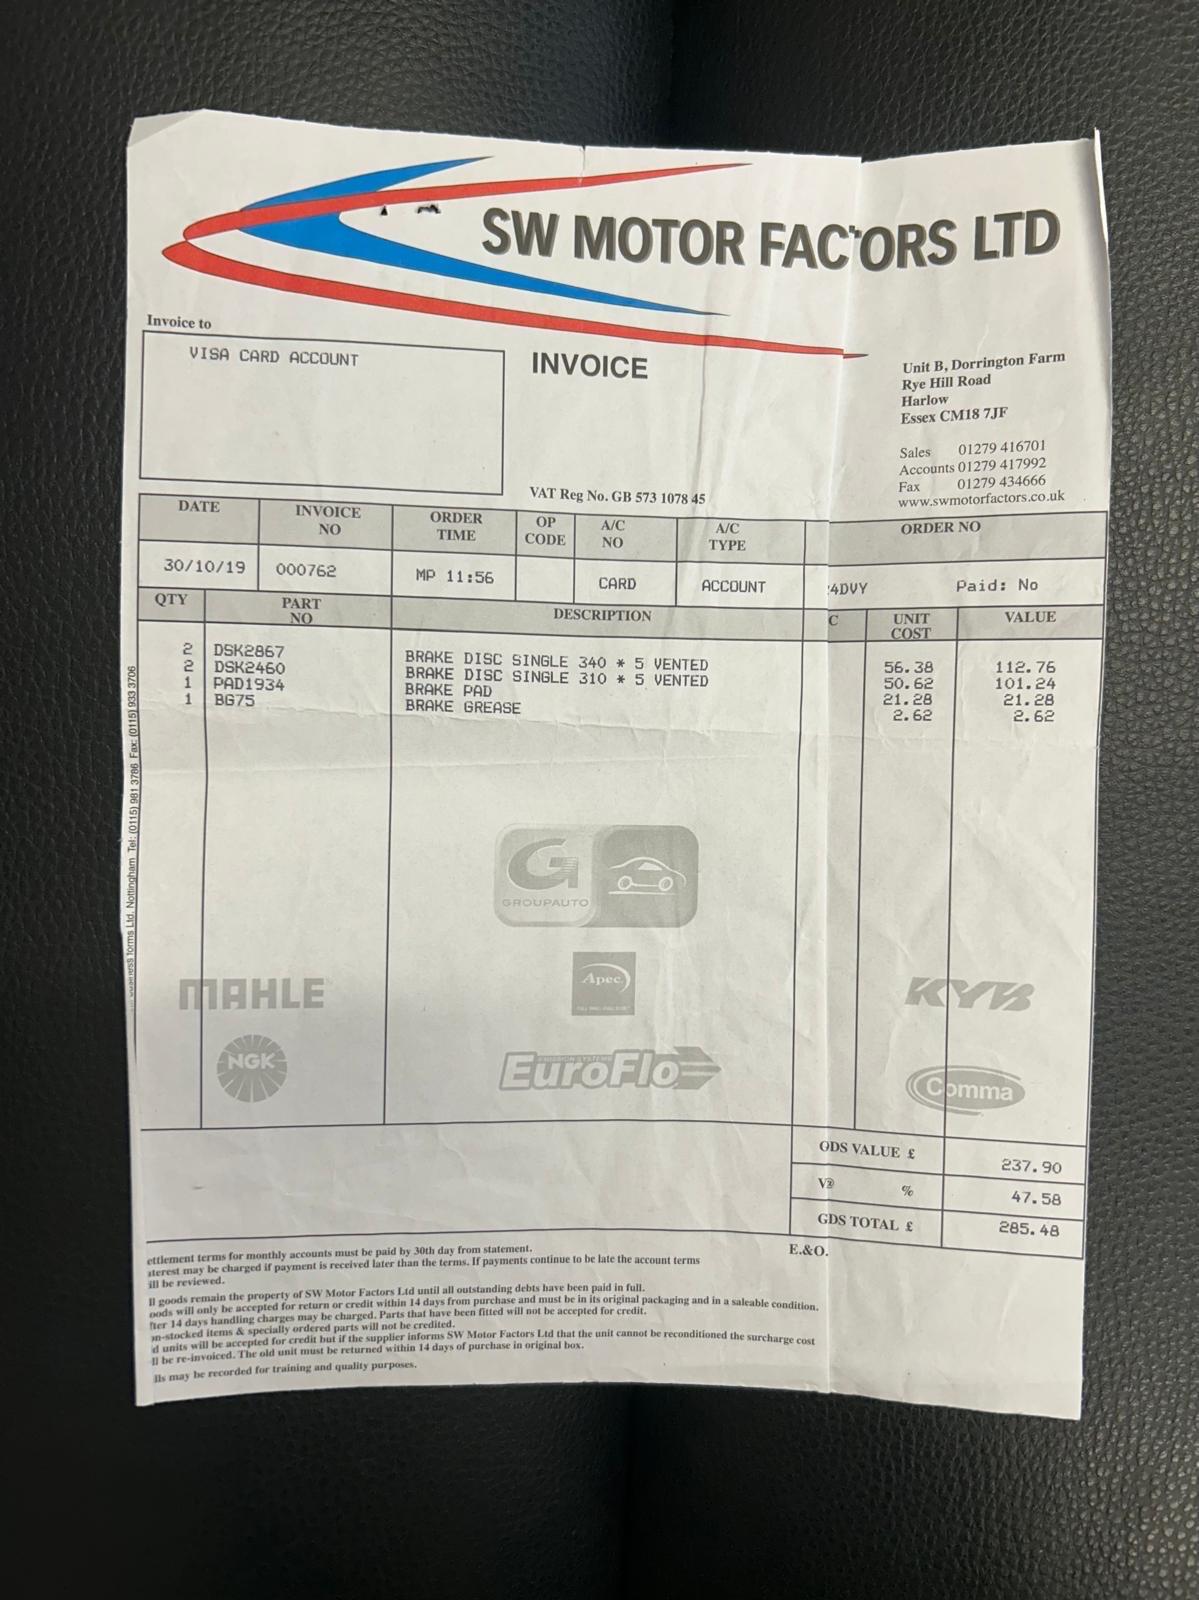 SW MOTOR FACTORS LTD
Invoice to
VISA CARD ACCOUNT
INVOICE
Unit B, Dorrington Farm
Rye Hill Road
Harlow
Essex CM18 7JF
Sales 01279 416701
Accounts 01279 417992
Fax 01279 434666
www.swmotorfactors.co.uk
VAT Reg No. GB 573 1078 45
DATE INVOICE NO ORDER TIME OP CODE A/C NO A/C TYPE ORDER NO
30/10/19 000762 MP 11:56 CARD ACCOUNT 4DVY Paid: No
QTY PART NO DESCRIPTION C UNIT COST VALUE
2 DSK2867 BRAKE DISC SINGLE 340 * 5 VENTED 56.38 112.76
2 DSK2460 BRAKE DISC SINGLE 310 * 5 VENTED 50.62 101.24
1 PAD1934 BRAKE PAD 21.28 21.28
1 BG75 BRAKE GREASE 2.62 2.62
forms Ltd. Nottingham. Tel: (0115) 981 3786 Fax: (0115) 933 3706
G
GROUPAUTO
MAHLE
Apec
KYB
NGK
EMISSION SYSTEMS
EuroFlo
Comma
ODS VALUE £ 237.90
% 47.58
GDS TOTAL £ 285.48
E.&O.
ettlement terms for monthly accounts must be paid by 30th day from statement.
terest may be charged if payment is received later than the terms. If payments continue to be late the account terms
ill be reviewed.
ll goods remain the property of SW Motor Factors Ltd until all outstanding debts have been paid in full.
oods will only be accepted for return or credit within 14 days from purchase and must be in its original packaging and in a saleable condition.
fter 14 days handling charges may be charged. Parts that have been fitted will not be accepted for credit.
on-stocked items & specially ordered parts will not be credited.
d units will be accepted for credit but if the supplier informs SW Motor Factors Ltd that the unit cannot be reconditioned the surcharge cost
ll be re-invoiced. The old unit must be returned within 14 days of purchase in original box.
lls may be recorded for training and quality purposes.